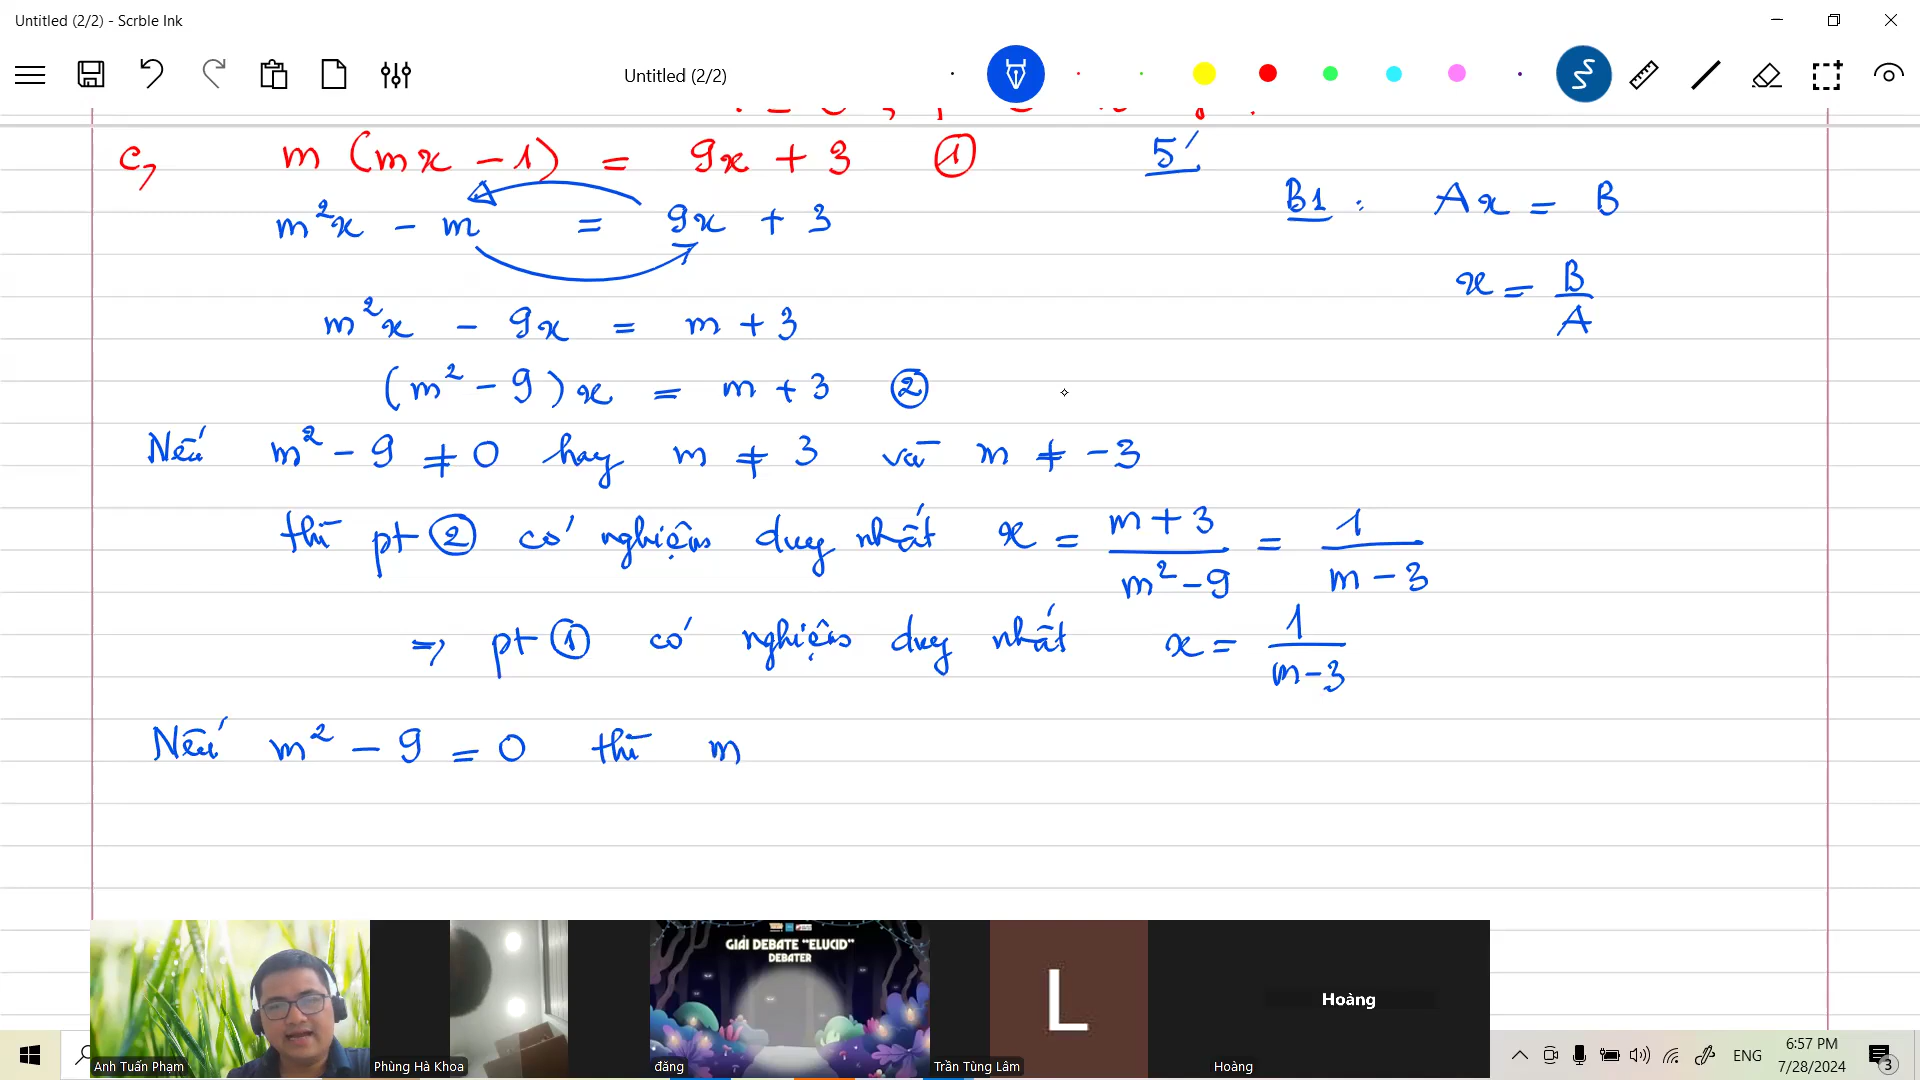 Untitled (2/2) - Scrble Ink
Untitled (2/2)
c, m (mx - 1) = 9x + 3 ① 5'
m²x - m = 9x + 3
B1: Ax = B
x = B/A
m²x - 9x = m + 3
(m² - 9)x = m + 3 ②
Nếu m² - 9 ≠ 0 hay m ≠ 3 và m ≠ -3
thì pt ② có nghiệm duy nhất x = (m + 3)/(m² - 9) = 1/(m - 3)
=> pt ① có nghiệm duy nhất x = 1/(m - 3)
Nếu m² - 9 = 0 thì m
GIẢI DEBATE "ELUCID"
DEBATER
L
Hoàng
Anh Tuấn Phạm
Phùng Hà Khoa
đăng
Trần Tùng Lâm
Hoàng
ENG
6:57 PM
7/28/2024
3